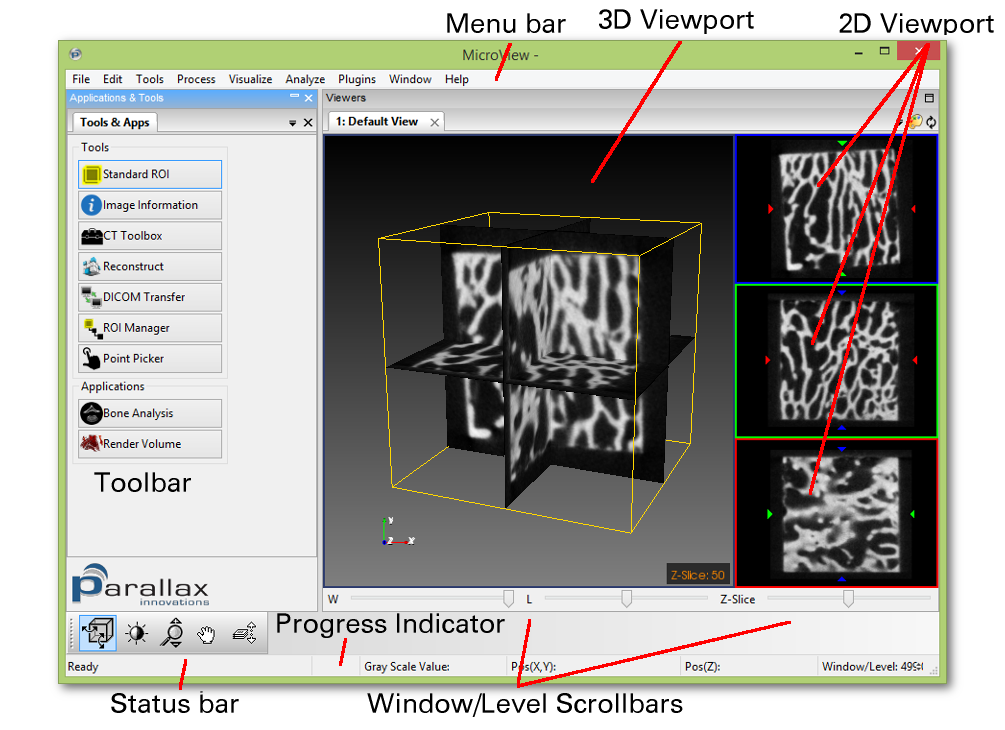 Menu bar
3D Viewport
2D Viewport
MicroView -
File Edit Tools Process Visualize Analyze Plugins Window Help
Applications & Tools
Viewers
Tools & Apps
1: Default View
Tools
Standard ROI
Image Information
CT Toolbox
Reconstruct
DICOM Transfer
ROI Manager
Point Picker
Applications
Bone Analysis
Render Volume
Toolbar
Y
Z
X
Z-Slice: 50
parallax
innovations
W
L
Z-Slice
Progress Indicator
Ready
Gray Scale Value:
Pos(X,Y):
Pos(Z):
Window/Level:
Status bar
Window/Level Scrollbars